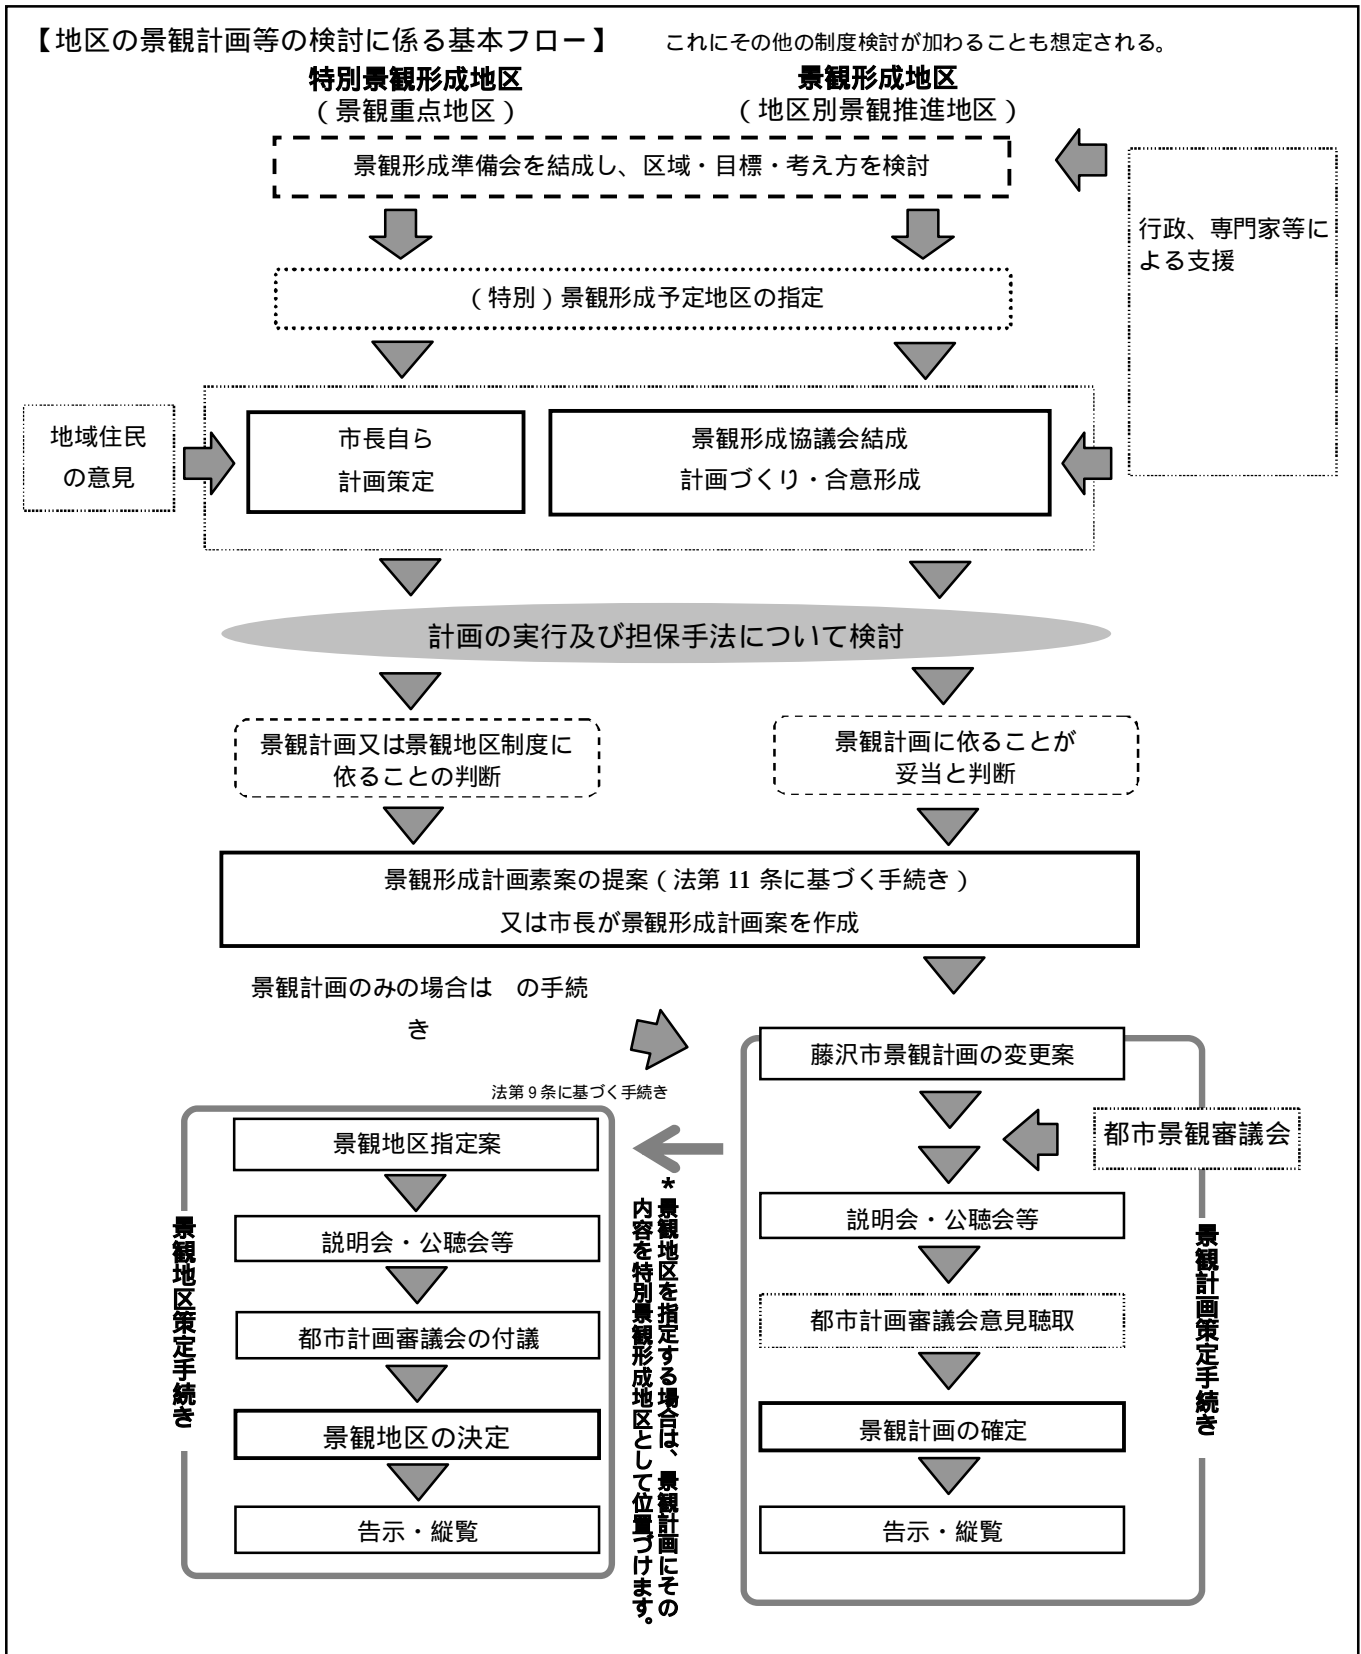 【地区の景観計画等の検討に係る基本フロー】 これにその他の制度検討が加わることも想定される。
特別景観形成地区
（景観重点地区）
景観形成地区
（地区別景観推進地区）
景観形成準備会を結成し、区域・目標・考え方を検討
行政、専門家等に
よる支援
（特別）景観形成予定地区の指定
地域住民
の意見
市長自ら
計画策定
景観形成協議会結成
計画づくり・合意形成
計画の実行及び担保手法について検討
景観計画又は景観地区制度に
依ることの判断
景観計画に依ることが
妥当と判断
景観形成計画素案の提案（法第 11 条に基づく手続き）
又は市長が景観形成計画案を作成
景観計画のみの場合は　の手続
き
法第９条に基づく手続き
景観地区策定手続き
景観地区指定案
説明会・公聴会等
都市計画審議会の付議
景観地区の決定
告示・縦覧
*景観地区を指定する場合は、景観計画にその
内容を特別景観形成地区として位置づけます。
藤沢市景観計画の変更案
都市景観審議会
説明会・公聴会等
都市計画審議会意見聴取
景観計画の確定
告示・縦覧
景観計画策定手続き